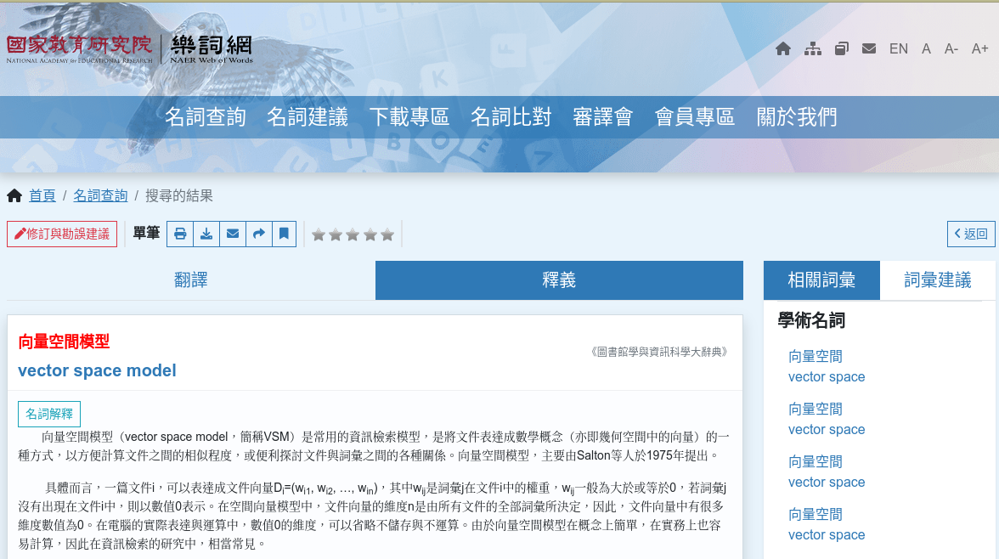 國家教育研究院 樂詞網
NATIONAL ACADEMY for EDUCATIONAL RESEARCH NAER Web of Words
EN A A- A+
名詞查詢 名詞建議 下載專區 名詞比對 審譯會 會員專區 關於我們
首頁 / 名詞查詢 / 搜尋的結果
修訂與勘誤建議 單筆 返回
翻譯 釋義
相關詞彙 詞彙建議
向量空間模型
《圖書館學與資訊科學大辭典》
vector space model
名詞解釋
向量空間模型（vector space model，簡稱VSM）是常用的資訊檢索模型，是將文件表達成數學概念（亦即幾何空間中的向量）的一
種方式，以方便計算文件之間的相似程度，或便利探討文件與詞彙之間的各種關係。向量空間模型，主要由Salton等人於1975年提出。
具體而言，一篇文件i，可以表達成文件向量Di=(wi1, wi2, …, win)，其中wij是詞彙j在文件i中的權重，wij一般為大於或等於0，若詞彙j
沒有出現在文件i中，則以數值0表示。在空間向量模型中，文件向量的維度n是由所有文件的全部詞彙所決定，因此，文件向量中有很多
維度數值為0。在電腦的實際表達與運算中，數值0的維度，可以省略不儲存與不運算。由於向量空間模型在概念上簡單，在實務上也容
易計算，因此在資訊檢索的研究中，相當常見。
學術名詞
向量空間
vector space
向量空間
vector space
向量空間
vector space
向量空間
vector space